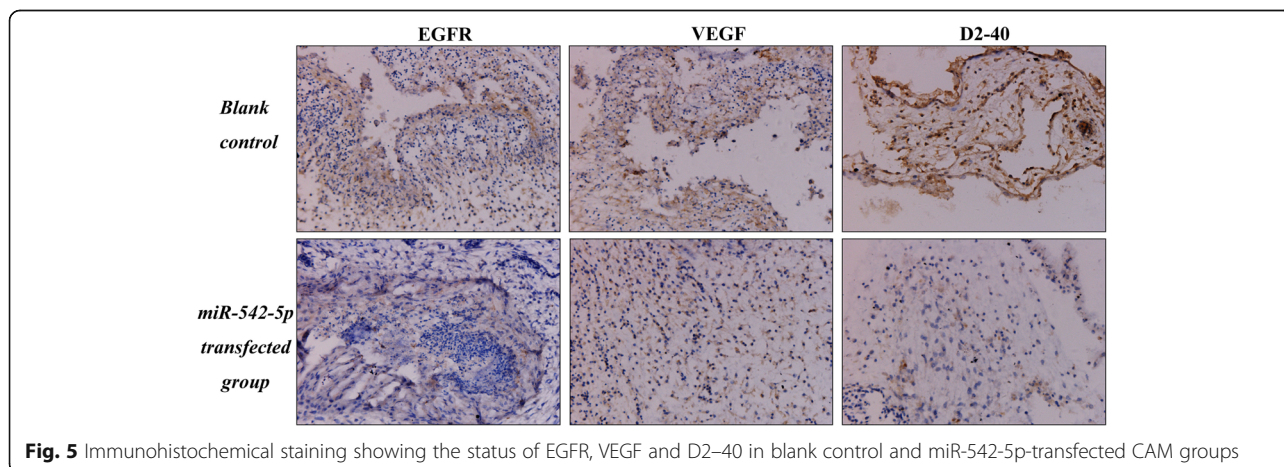 EGFR VEGF D2-40
Blank
control
miR-542-5p
transfected
group
Fig. 5 Immunohistochemical staining showing the status of EGFR, VEGF and D2–40 in blank control and miR-542-5p-transfected CAM groups